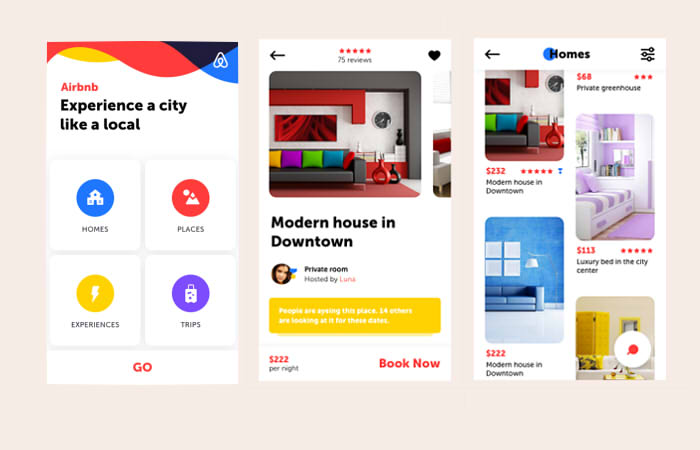 Airbnb
Experience a city
like a local
HOMES
PLACES
EXPERIENCES
TRIPS
GO
75 reviews
Modern house in
Downtown
Private room
Hosted by Luna
People are eyeing this place. 14 others
are looking at it for these dates.
$222
per night
Book Now
Homes
$68
Private greenhouse
$232
Modern house in
Downtown
$113
Luxury bed in the city
center
$222
Modern house in
Downtown